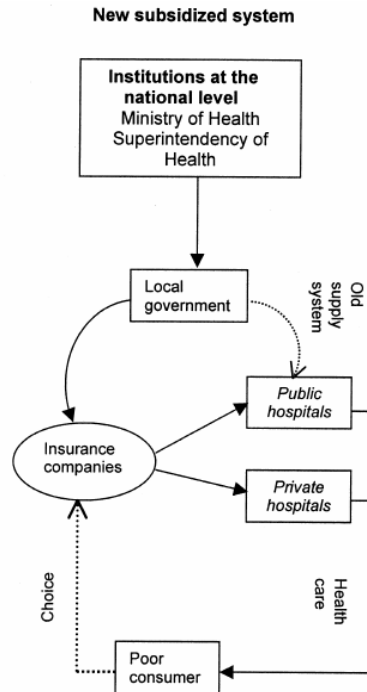 New subsidized system
Institutions at the
national level
Ministry of Health
Superintendency of
Health
Local
government
Old
supply
system
Public
hospitals
Insurance
companies
Private
hospitals
Choice
Health
care
Poor
consumer